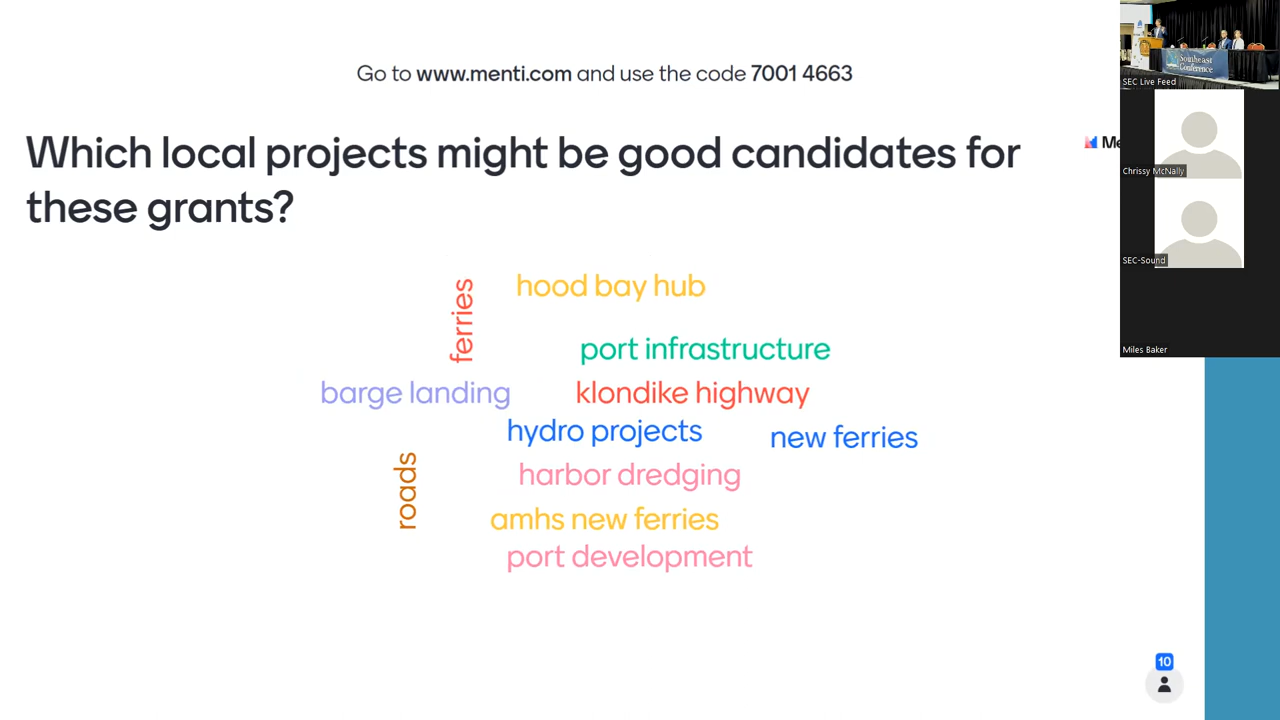 Go to www.menti.com and use the code 7001 4663
Which local projects might be good candidates for
these grants?
ferries
hood bay hub
port infrastructure
barge landing
klondike highway
hydro projects
new ferries
roads
harbor dredging
amhs new ferries
port development
10
Southeast
Conference
SEC Live Feed
Chrissy McNally
SEC-Sound
Miles Baker